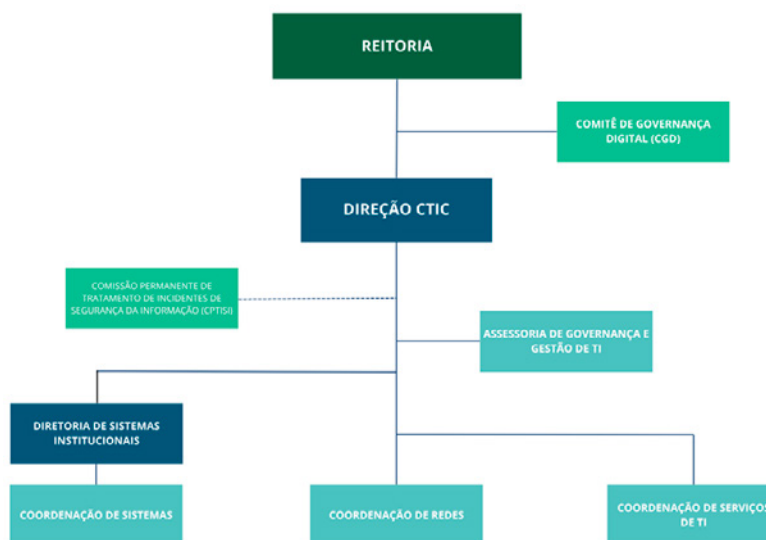 REITORIA
COMITÊ DE GOVERNANÇA
DIGITAL (CGD)
DIREÇÃO CTIC
COMISSÃO PERMANENTE DE
TRATAMENTO DE INCIDENTES DE
SEGURANÇA DA INFORMAÇÃO (CPTISI)
ASSESSORIA DE GOVERNANÇA E
GESTÃO DE TI
DIRETORIA DE SISTEMAS
INSTITUCIONAIS
COORDENAÇÃO DE SISTEMAS
COORDENAÇÃO DE REDES
COORDENAÇÃO DE SERVIÇOS
DE TI